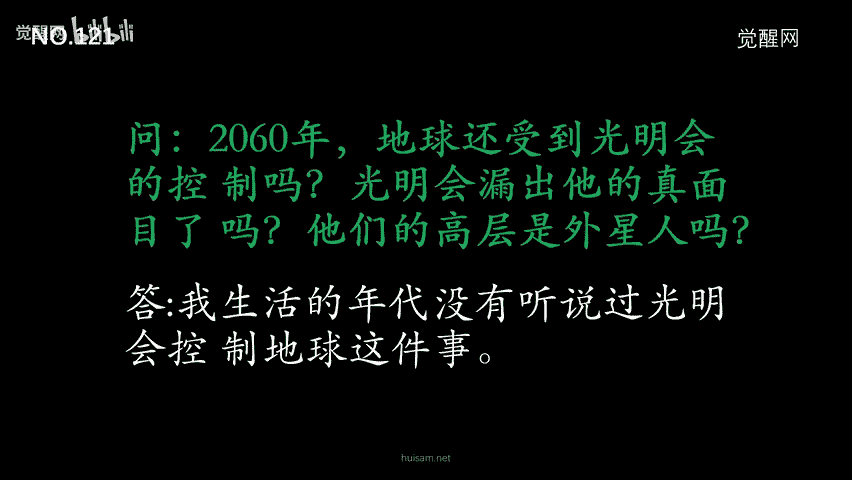 觉醒网 bilibili
NO.121
觉醒网
问：2060年，地球还受到光明会
的控 制吗？光明会漏出他的真面
目了 吗？他们的高层是外星人吗？
答:我生活的年代没有听说过光明
会控 制地球这件事。
huisam.net